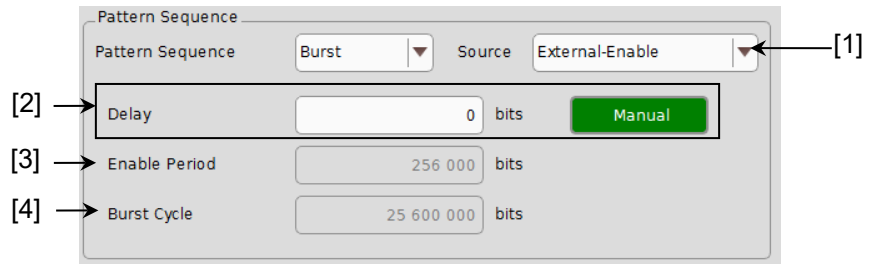 Pattern Sequence
Pattern Sequence Burst Source External-Enable [1]
[2] Delay 0 bits Manual
[3] Enable Period 256 000 bits
[4] Burst Cycle 25 600 000 bits